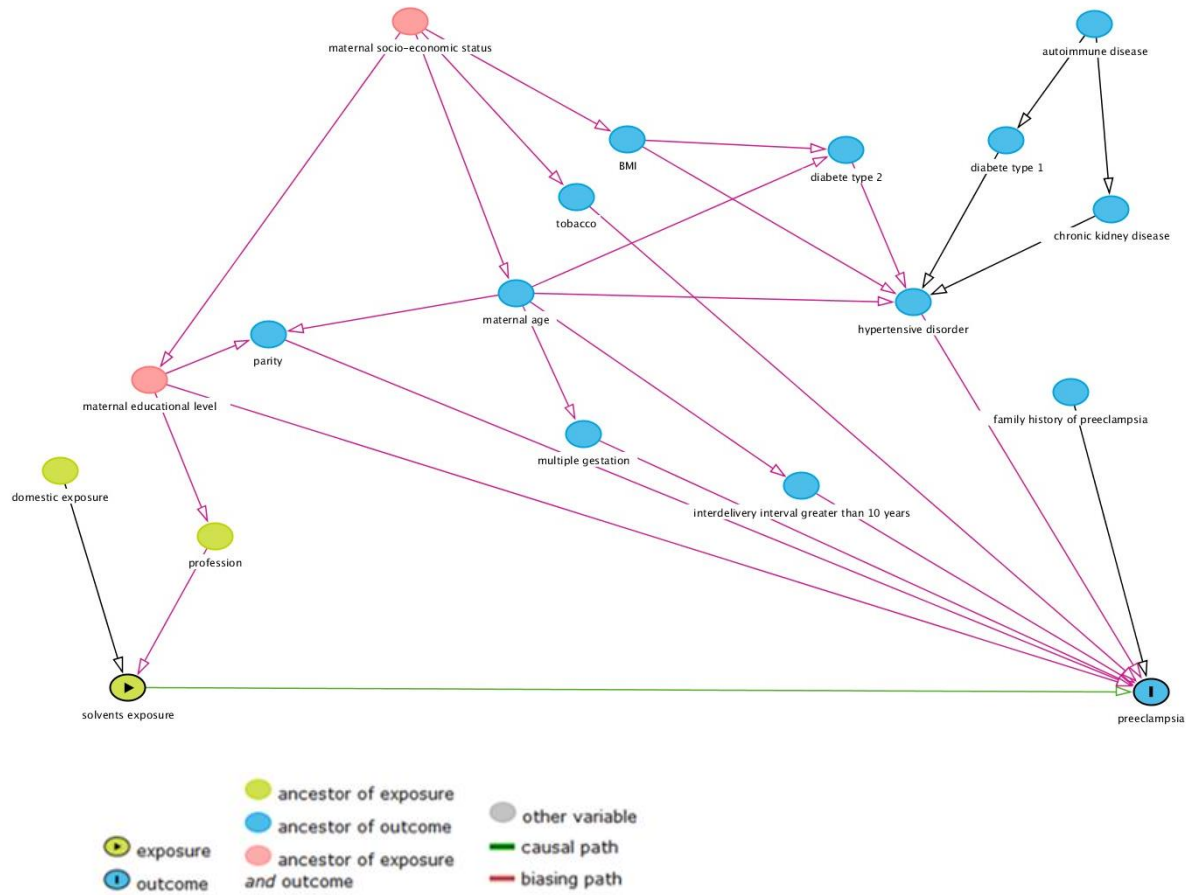 maternal socio-economic status
autoimmune disease
BMI
diabete type 2
diabete type 1
tobacco
chronic kidney disease
maternal age
hypertensive disorder
parity
maternal educational level
family history of preeclampsia
multiple gestation
domestic exposure
interdelivery interval greater than 10 years
profession
solvents exposure
preeclampsia
exposure
outcome
ancestor of exposure
ancestor of outcome
ancestor of exposure
and outcome
other variable
causal path
biasing path